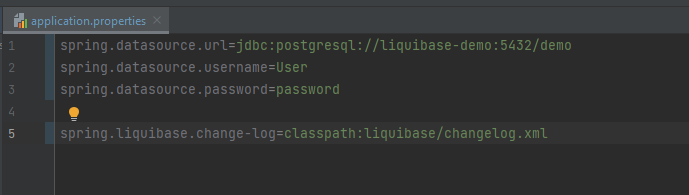 application.properties
1 spring.datasource.url=jdbc:postgresql://liquibase-demo:5432/demo
2 spring.datasource.username=User
3 spring.datasource.password=password
4
5 spring.liquibase.change-log=classpath:liquibase/changelog.xml